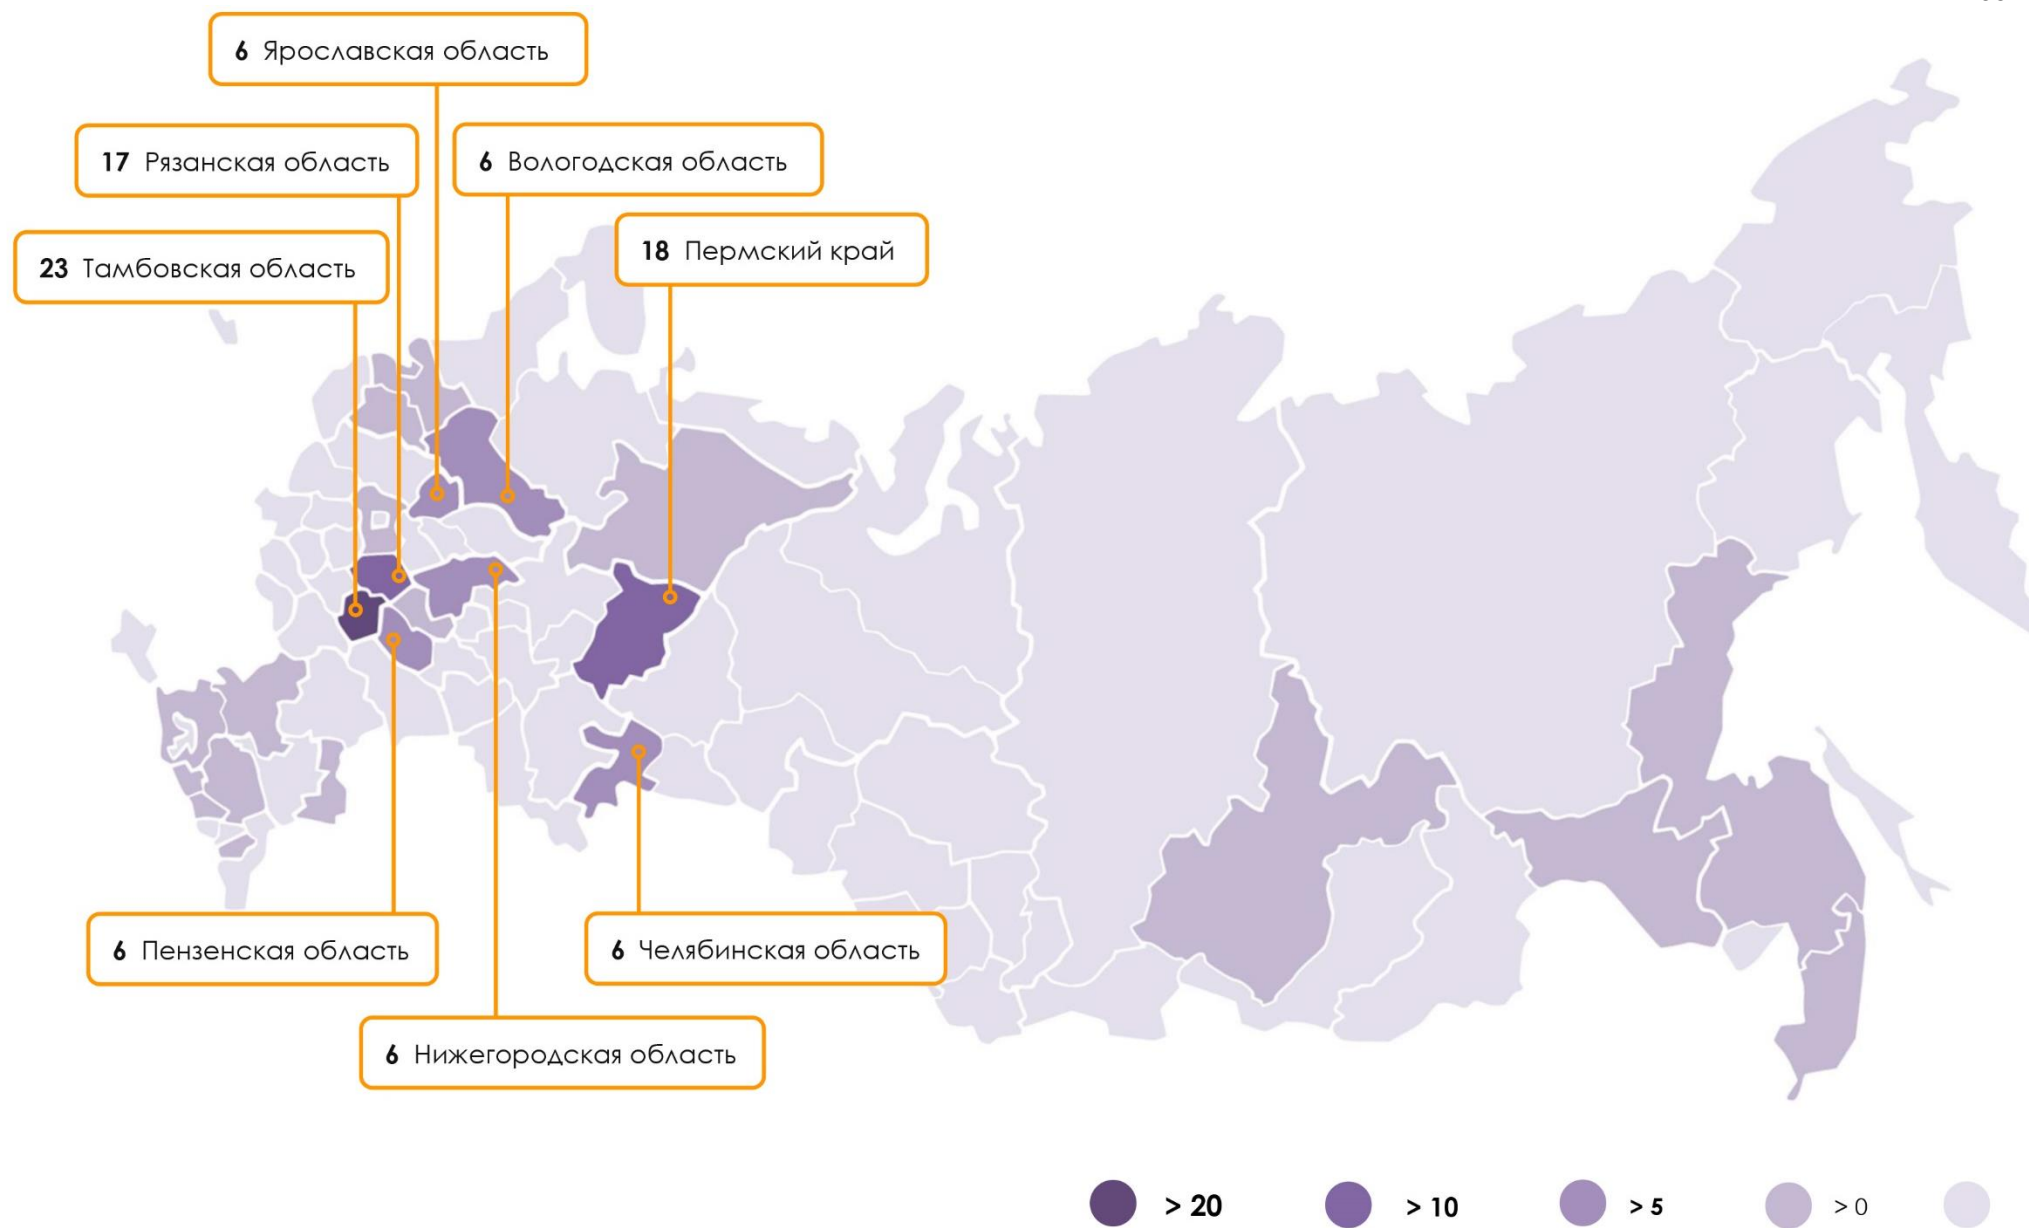 6 Ярославская область
17 Рязанская область
6 Вологодская область
18 Пермский край
23 Тамбовская область
6 Пензенская область
6 Челябинская область
6 Нижегородская область
> 20
> 10
> 5
> 0